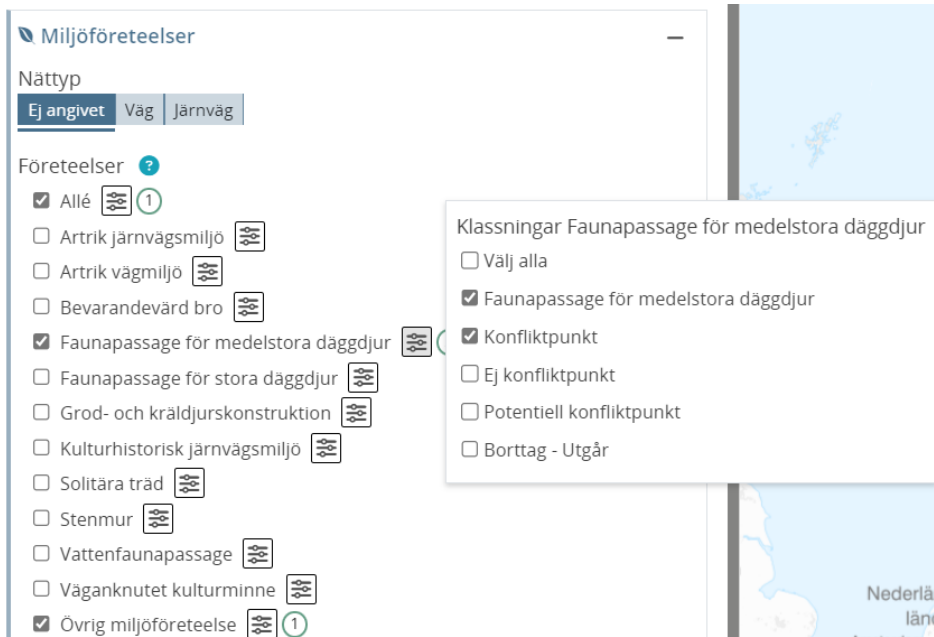 Miljöföreteelser
Nättyp
Ej angivet Väg Järnväg
Företeelser ?
Allé 1
Artrik järnvägsmiljö
Artrik vägmiljö
Bevarandevärd bro
Faunapassage för medelstora däggdjur
Faunapassage för stora däggdjur
Grod- och kräldjurskonstruktion
Kulturhistorisk järnvägsmiljö
Solitära träd
Stenmur
Vattenfaunapassage
Väganknutet kulturminne
Övrig miljöföreteelse 1
Klassningar Faunapassage för medelstora däggdjur
Välj alla
Faunapassage för medelstora däggdjur
Konfliktpunkt
Ej konfliktpunkt
Potentiell konfliktpunkt
Borttag - Utgår
Nederlä
län